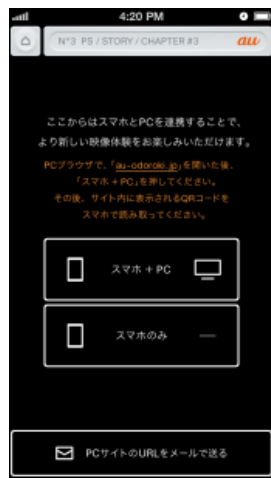 4:20 PM
N°3 PS / STORY / CHAPTER #3
au
ここからはスマホとPCを連携することで、
より新しい映像体験をお楽しみいただけます。
PCブラウザで、「au-odoroki.jp」を開いた後、
「スマホ + PC」を押してください。
その後、サイト内に表示されるQRコードを
スマホで読み取ってください。
スマホ + PC
スマホのみ
PCサイトのURLをメールで送る